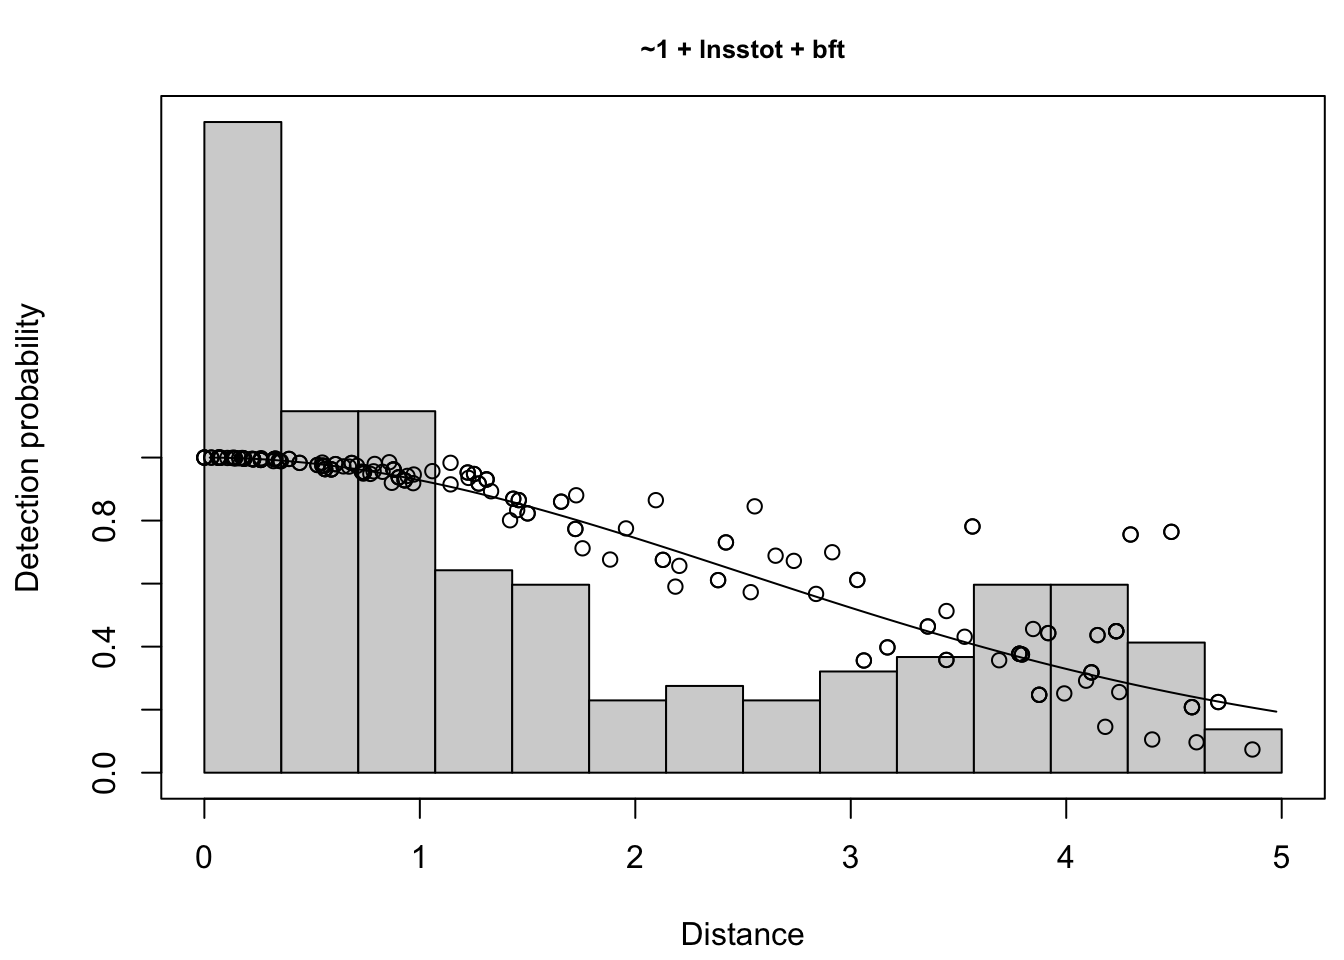 ~1 + lnsstot + bft
Detection probability
0.8
0.4
0.0
0 1 2 3 4 5
Distance